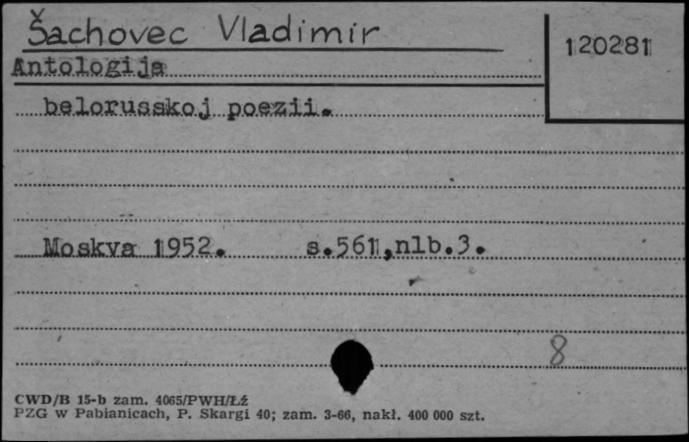 Šachovec Vladimir
120281
Antologija
belorusskoj poezii.
Moskva 1952. s.561,nlb.3.
8
CWD/B 15-b zam. 4065/PWH/Łź
PZG w Pabianicach, P. Skargi 40; zam. 3-66, nakł. 400 000 szt.